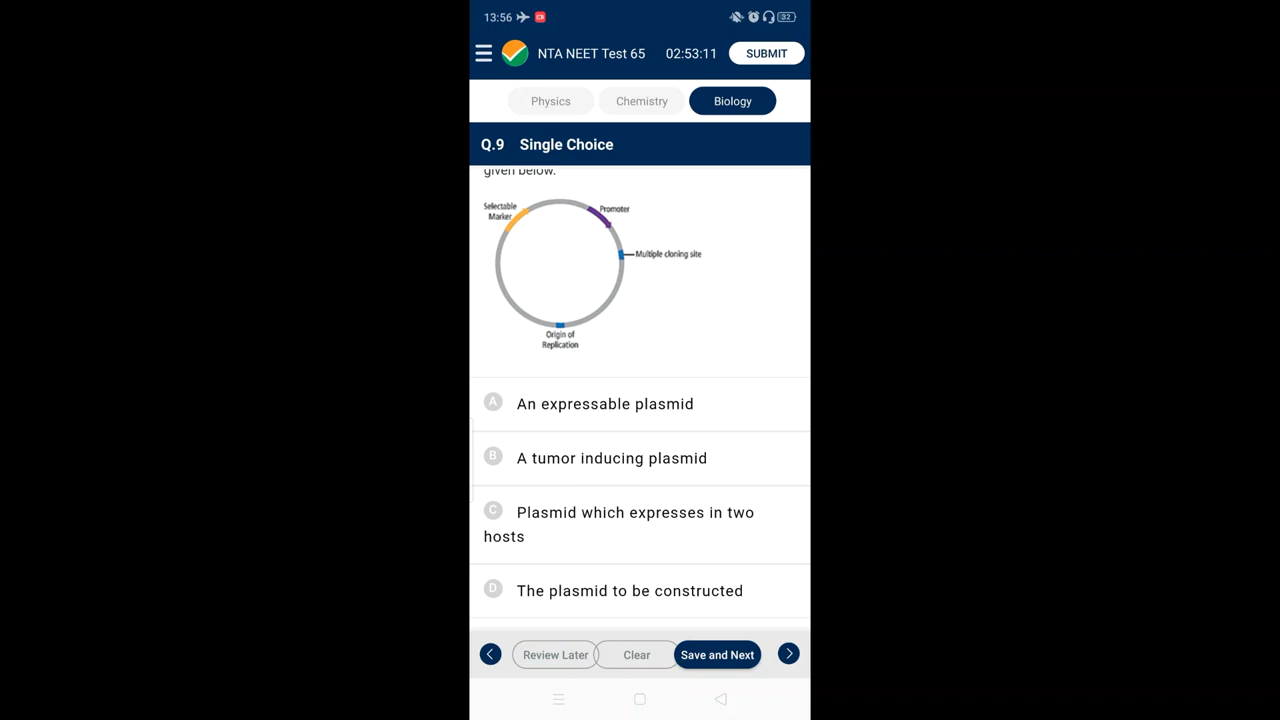 13:56
32
NTA NEET Test 65 02:53:11 SUBMIT
Physics Chemistry Biology
Q.9 Single Choice
given below.
Selectable
Marker
Promoter
Multiple cloning site
Origin of
Replication
A An expressable plasmid
B A tumor inducing plasmid
C Plasmid which expresses in two
hosts
D The plasmid to be constructed
Review Later Clear Save and Next